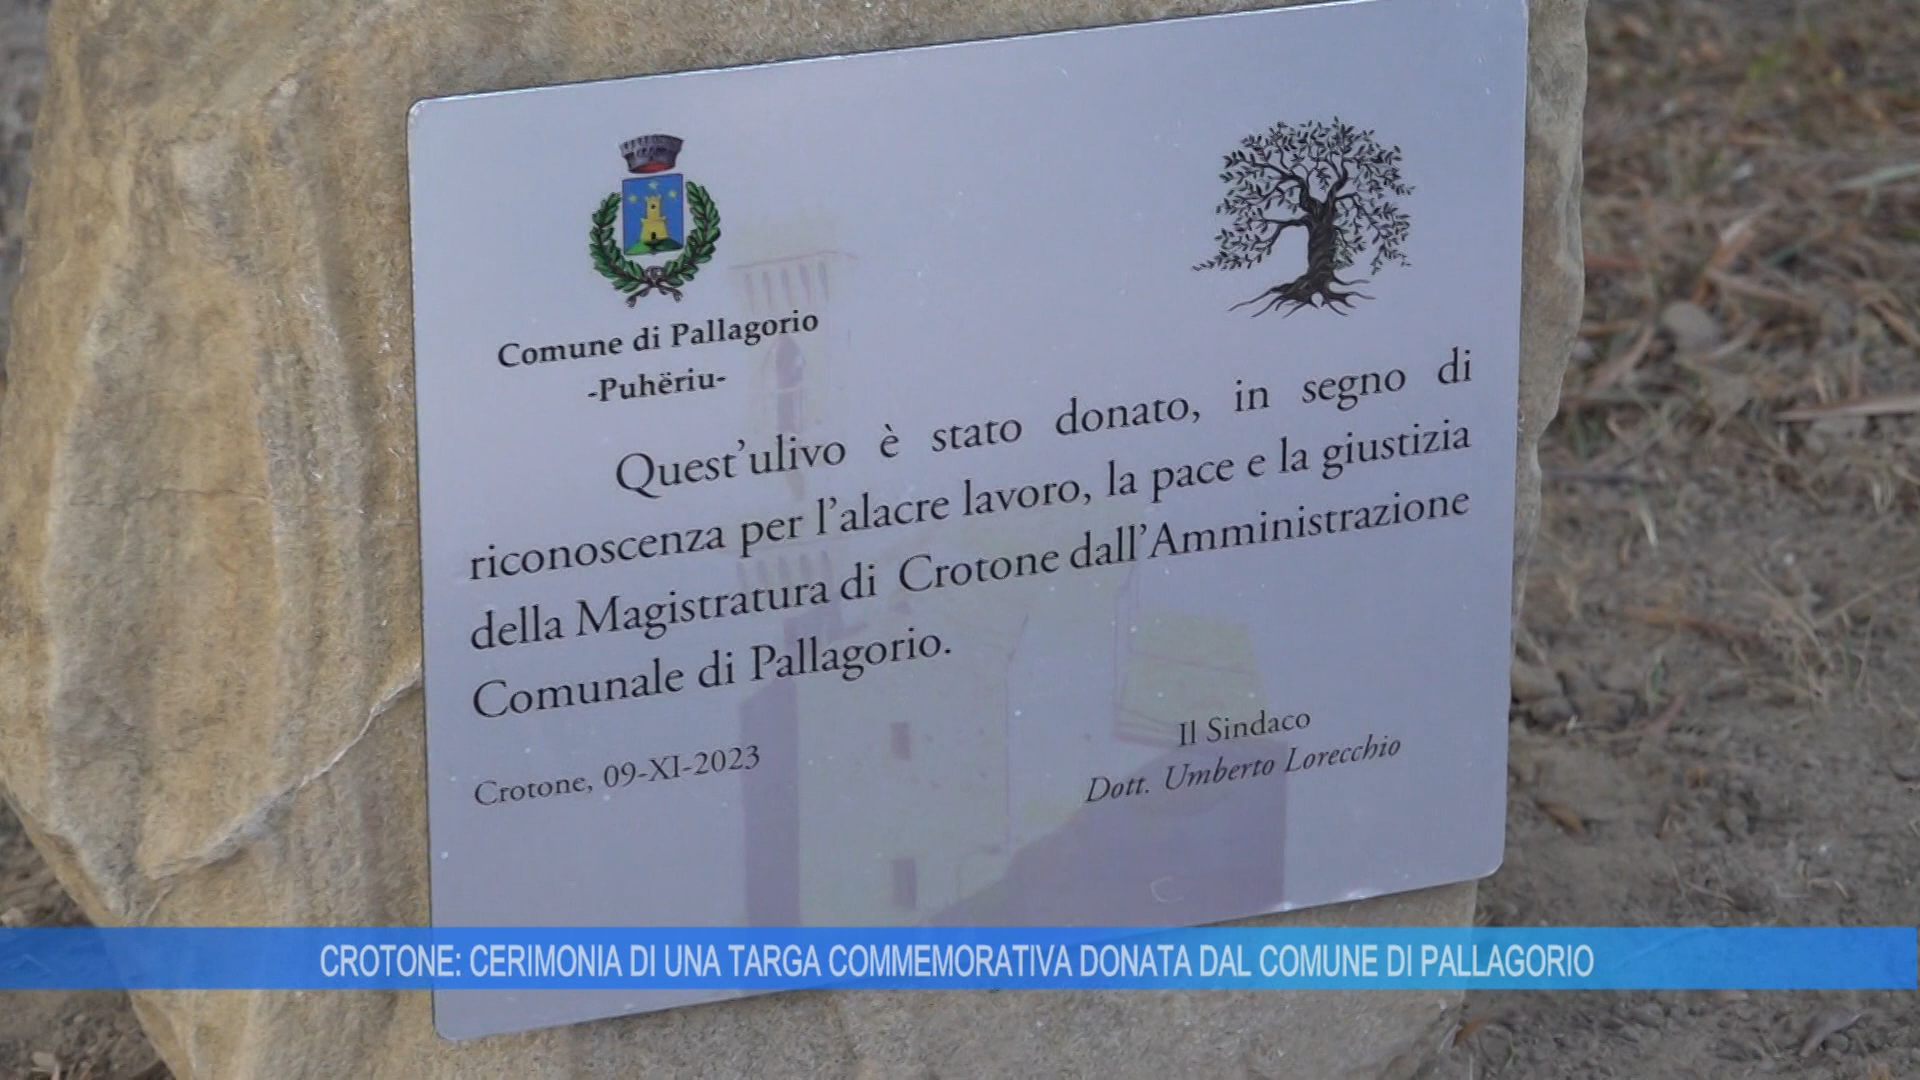 Comune di Pallagorio
-Puhëriu-
Quest'ulivo è stato donato, in segno di
riconoscenza per l'alacre lavoro, la pace e la giustizia
della Magistratura di Crotone dall'Amministrazione
Comunale di Pallagorio.
Crotone, 09-XI-2023
Il Sindaco
Dott. Umberto Lorecchio
CROTONE: CERIMONIA DI UNA TARGA COMMEMORATIVA DONATA DAL COMUNE DI PALLAGORIO